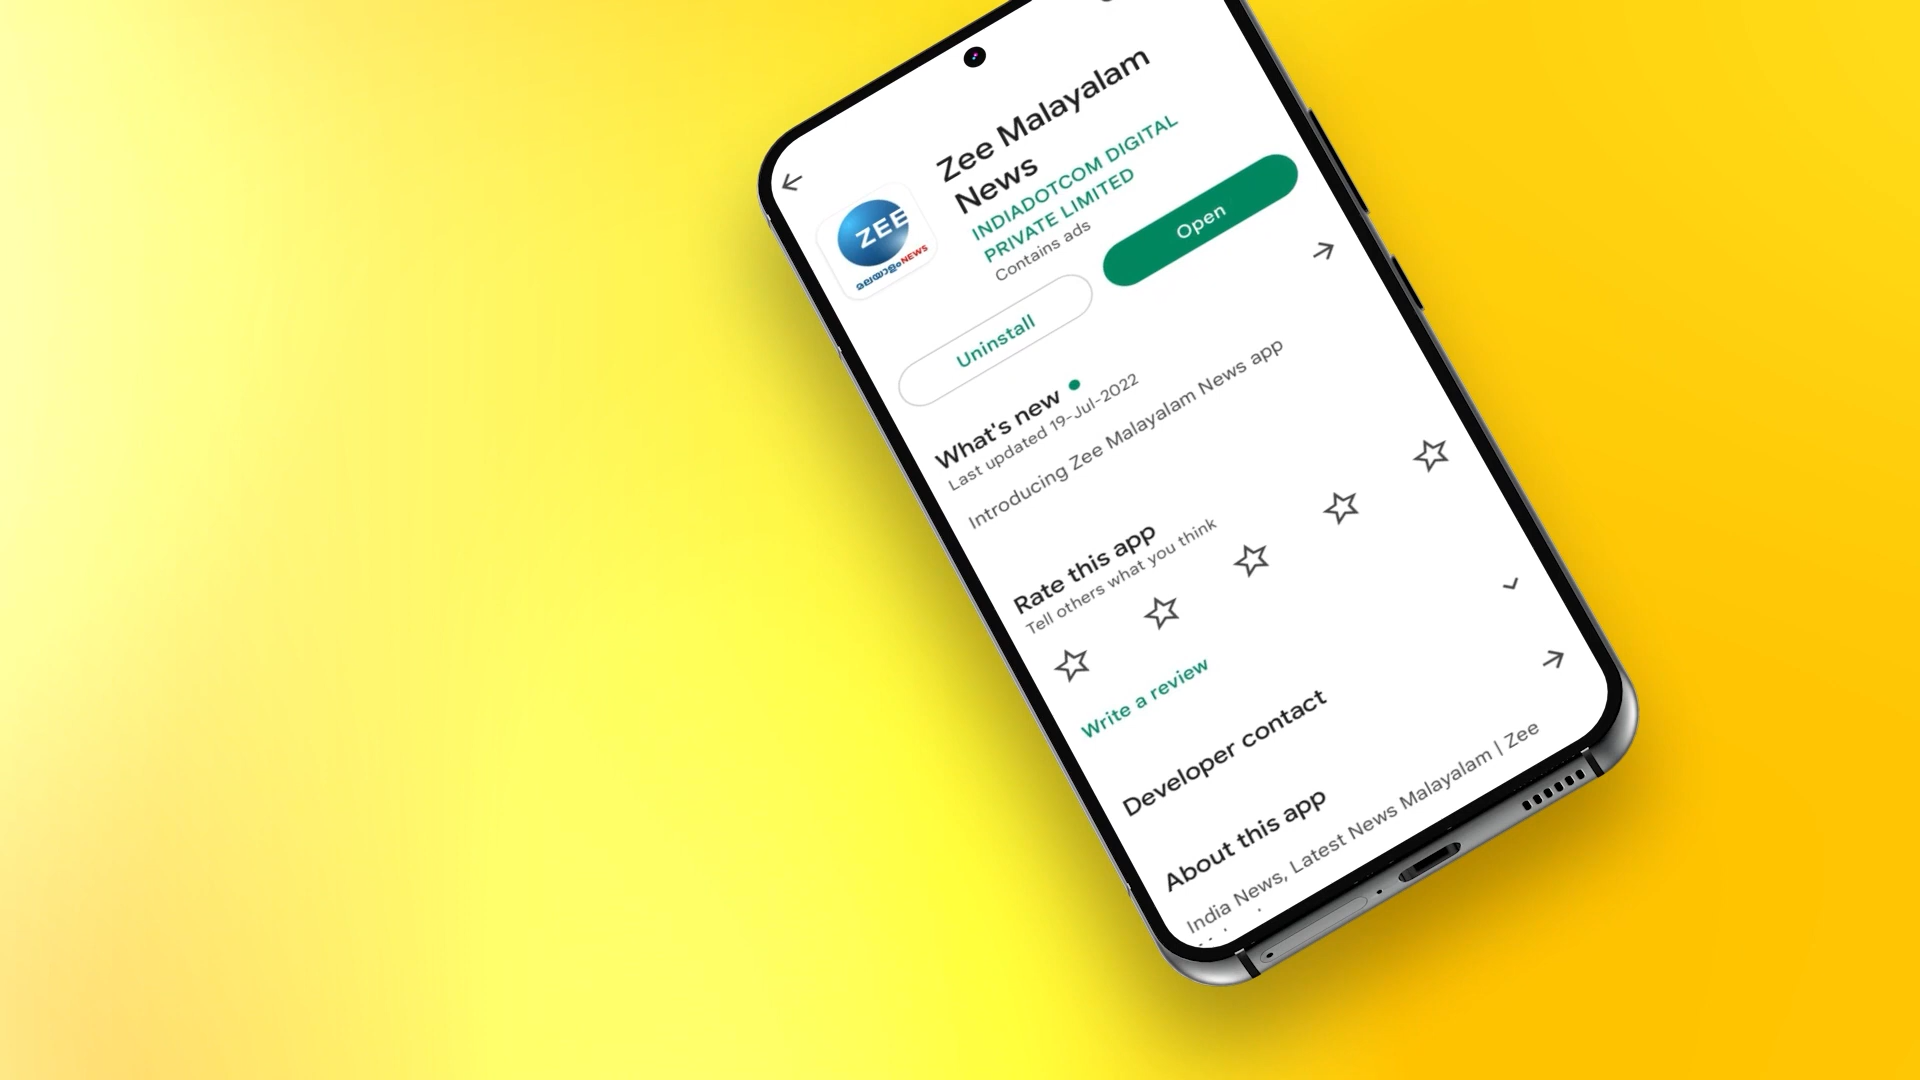 Zee Malayalam
News
INDIADOTCOM DIGITAL
PRIVATE LIMITED
Contains ads
ZEE
മലയാളംNEWS
Uninstall
Open
What's new
Last updated 19-Jul-2022
Introducing Zee Malayalam News app
Rate this app
Tell others what you think
Write a review
Developer contact
About this app
India News, Latest News Malayalam | Zee